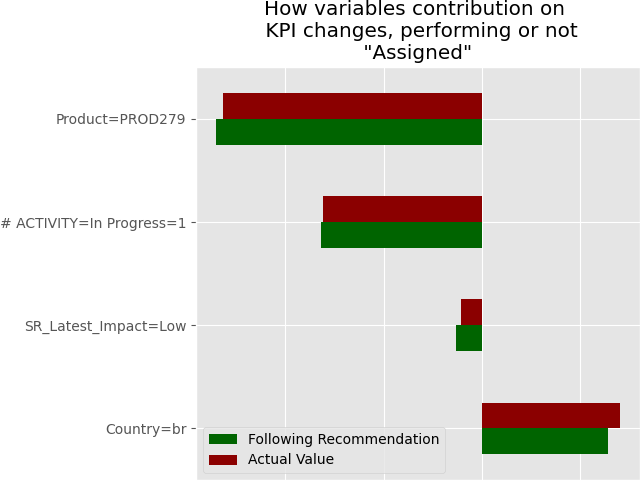 How variables contribution on
KPI changes, performing or not
"Assigned"
Product=PROD279
# ACTIVITY=In Progress=1
SR_Latest_Impact=Low
Country=br
Following Recommendation
Actual Value